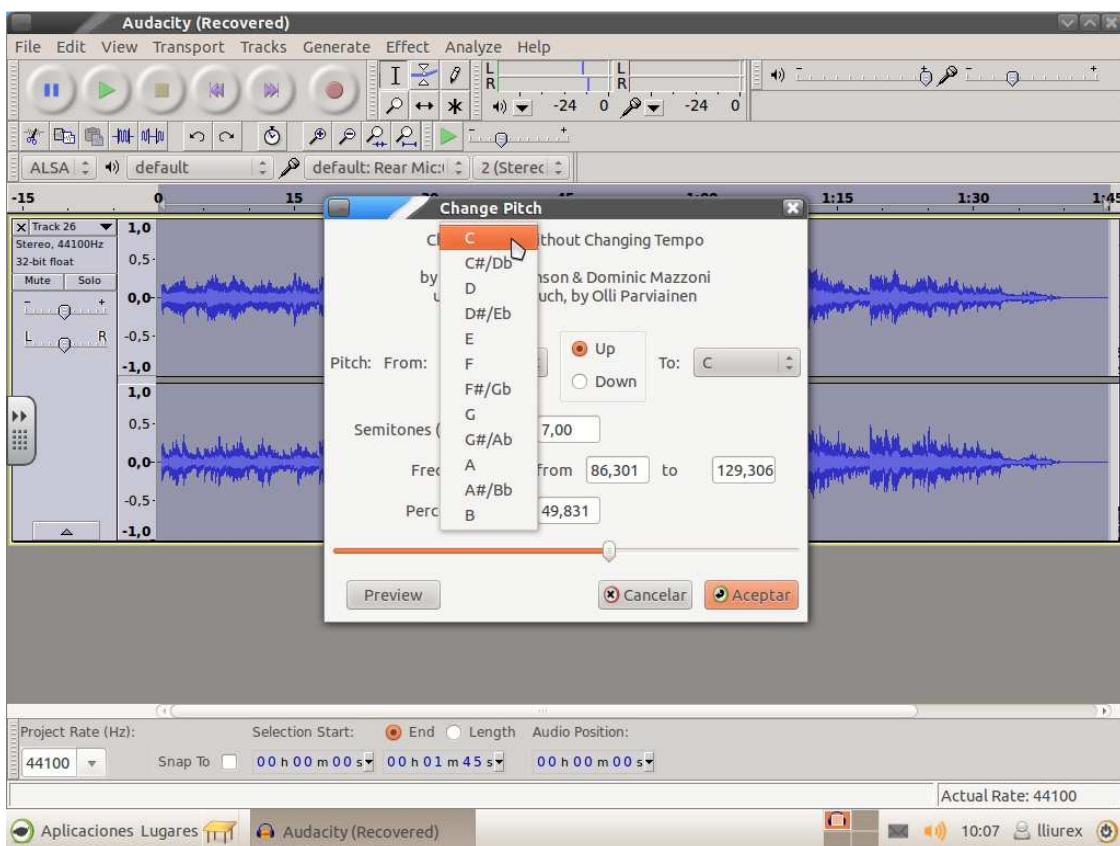 Audacity (Recovered)
File Edit View Transport Tracks Generate Effect Analyze Help
L
R
-24 0
L
R
-24 0
ALSA default default: Rear Mic: 2 (Sterec
-15 0 15 1:15 1:30 1:45
Track 26
Stereo, 44100Hz
32-bit float
Mute Solo
- +
L R
1,0
0,5
0,0
-0,5
-1,0
1,0
0,5
0,0
-0,5
-1,0
Change Pitch
ithout Changing Tempo
by nson & Dominic Mazzoni
uch, by Olli Parviainen
C
C#/Db
D
D#/Eb
E
F
F#/Gb
G
G#/Ab
A
A#/Bb
B
Pitch: From: Up Down To: C
Semitones ( 7,00
Freq from 86,301 to 129,306
Perc 49,831
Preview Cancelar Aceptar
Project Rate (Hz): Selection Start: End Length Audio Position:
44100 Snap To 00 h 00 m 00 s 00 h 01 m 45 s 00 h 00 m 00 s
Actual Rate: 44100
Aplicaciones Lugares Audacity (Recovered) 10:07 lliurex